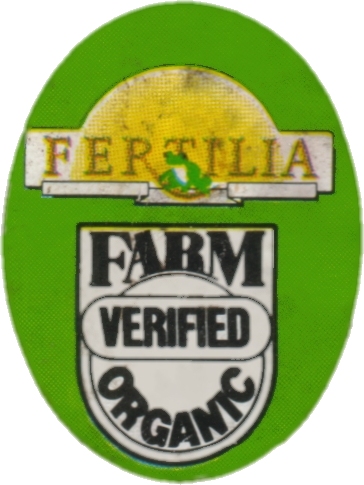 FERTILIA
FARM
VERIFIED
ORGANIC